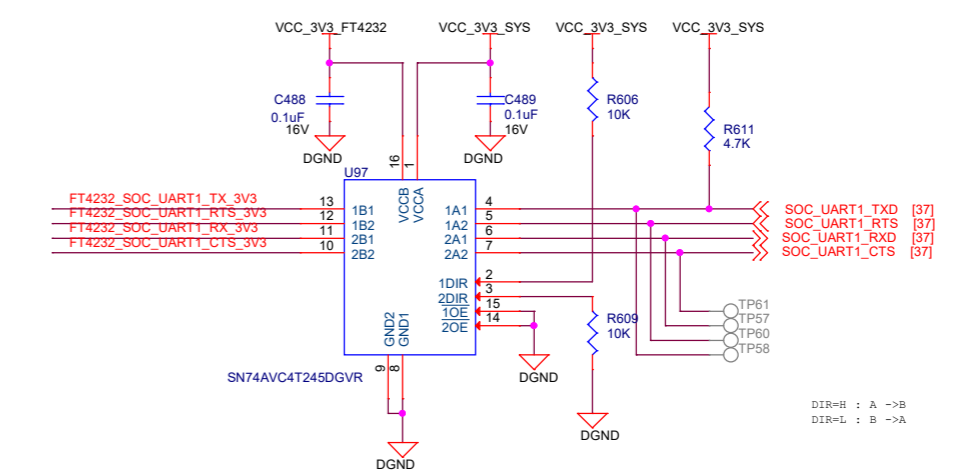 VCC_3V3_FT4232 VCC_3V3_SYS VCC_3V3_SYS VCC_3V3_SYS
C488
0.1uF
16V
DGND
C489
0.1uF
16V
DGND
R606
10K
R611
4.7K
U97
16
1
VCCB
VCCA
FT4232_SOC_UART1_TX_3V3 13 1B1 1A1 4 SOC_UART1_TXD [37]
FT4232_SOC_UART1_RTS_3V3 12 1B2 1A2 5 SOC_UART1_RTS [37]
FT4232_SOC_UART1_RX_3V3 11 2B1 2A1 6 SOC_UART1_RXD [37]
FT4232_SOC_UART1_CTS_3V3 10 2B2 2A2 7 SOC_UART1_CTS [37]
1DIR 2
2DIR 3
1OE 15
2OE 14
TP61
TP57
TP60
TP58
GND2
GND1
9
8
R609
10K
DGND
SN74AVC4T245DGVR
DGND
DGND
DIR=H : A ->B
DIR=L : B ->A